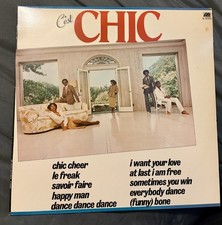 C'est
CHIC
chic cheer
le freak
savoir faire
happy man
dance dance dance
i want your love
at last i am free
sometimes you win
everybody dance
(funny) bone